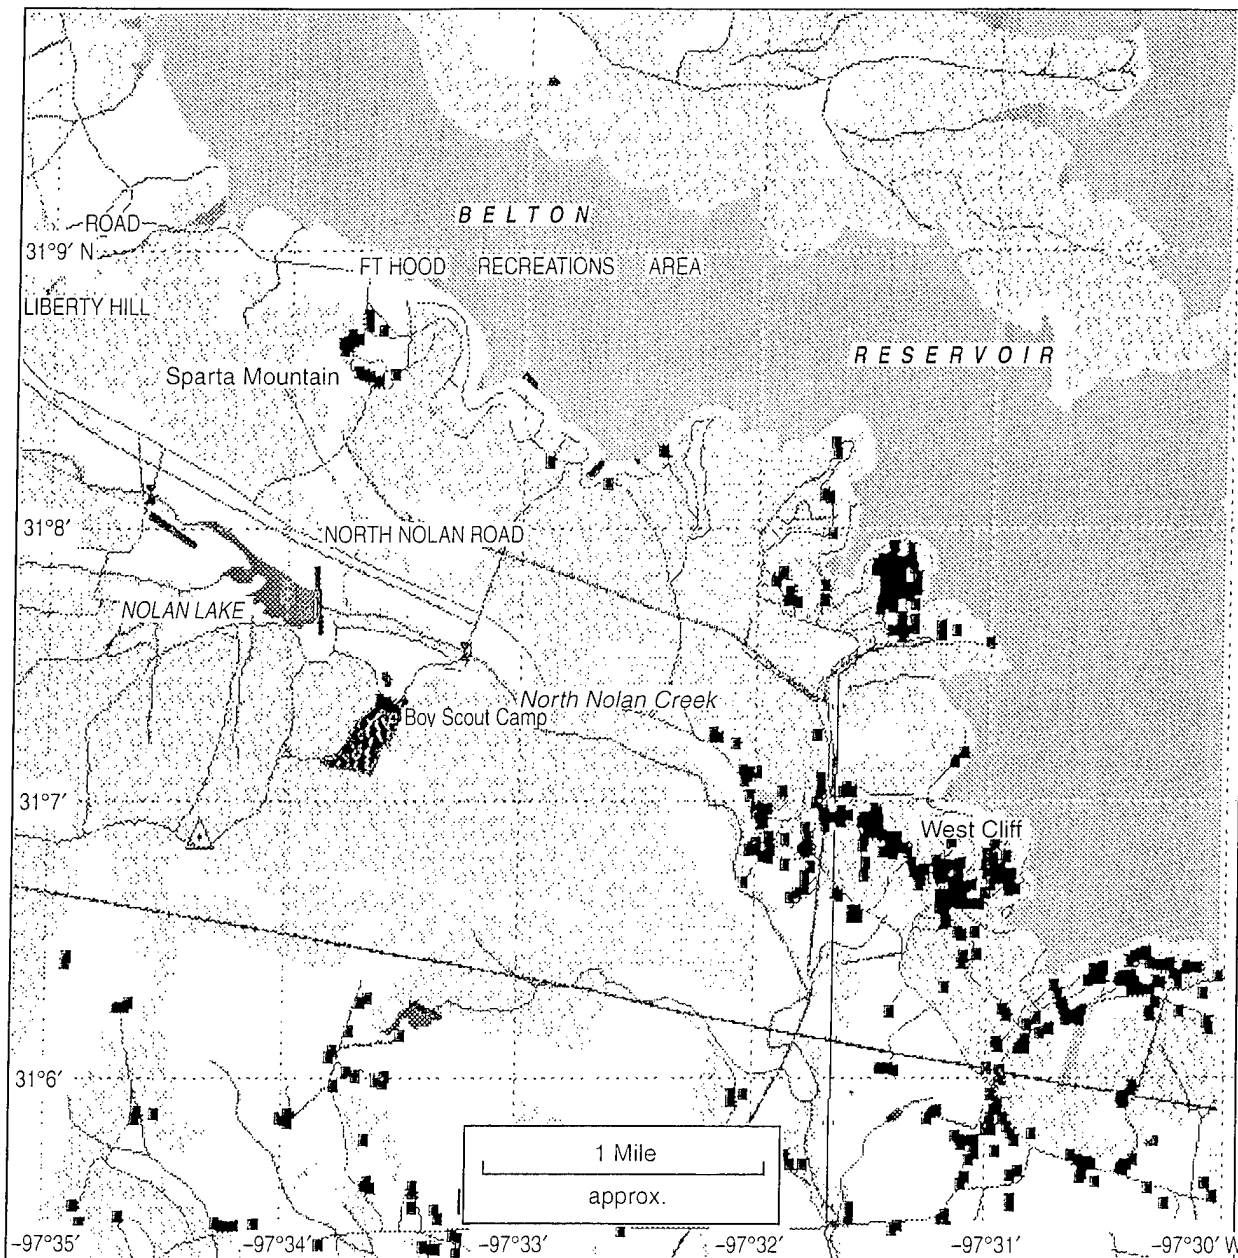 BELTON
ROAD
31°9′ N
FT HOOD RECREATIONS AREA
LIBERTY HILL
RESERVOIR
Sparta Mountain
31°8′
NORTH NOLAN ROAD
NOLAN LAKE
North Nolan Creek
Boy Scout Camp
31°7′
West Cliff
31°6′
1 Mile
approx.
−97°35′ −97°34′ −97°33′ −97°32′ −97°31′ −97°30′ W